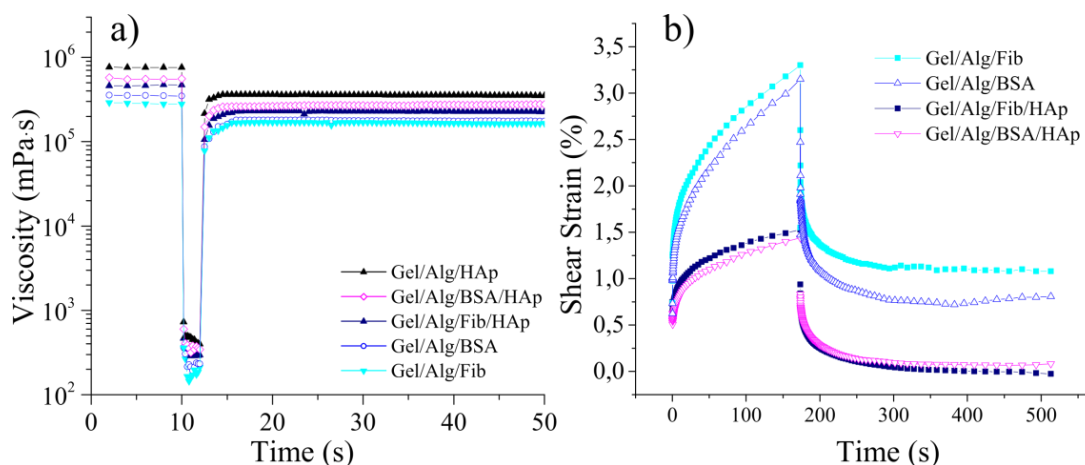 a)
Viscosity (mPa·s)
10⁶
10⁵
10⁴
10³
10²
Gel/Alg/HAp
Gel/Alg/BSA/HAp
Gel/Alg/Fib/HAp
Gel/Alg/BSA
Gel/Alg/Fib
0 10 20 30 40 50
Time (s)
b)
Shear Strain (%)
3,5
3,0
2,5
2,0
1,5
1,0
0,5
0,0
Gel/Alg/Fib
Gel/Alg/BSA
Gel/Alg/Fib/HAp
Gel/Alg/BSA/HAp
0 100 200 300 400 500
Time (s)